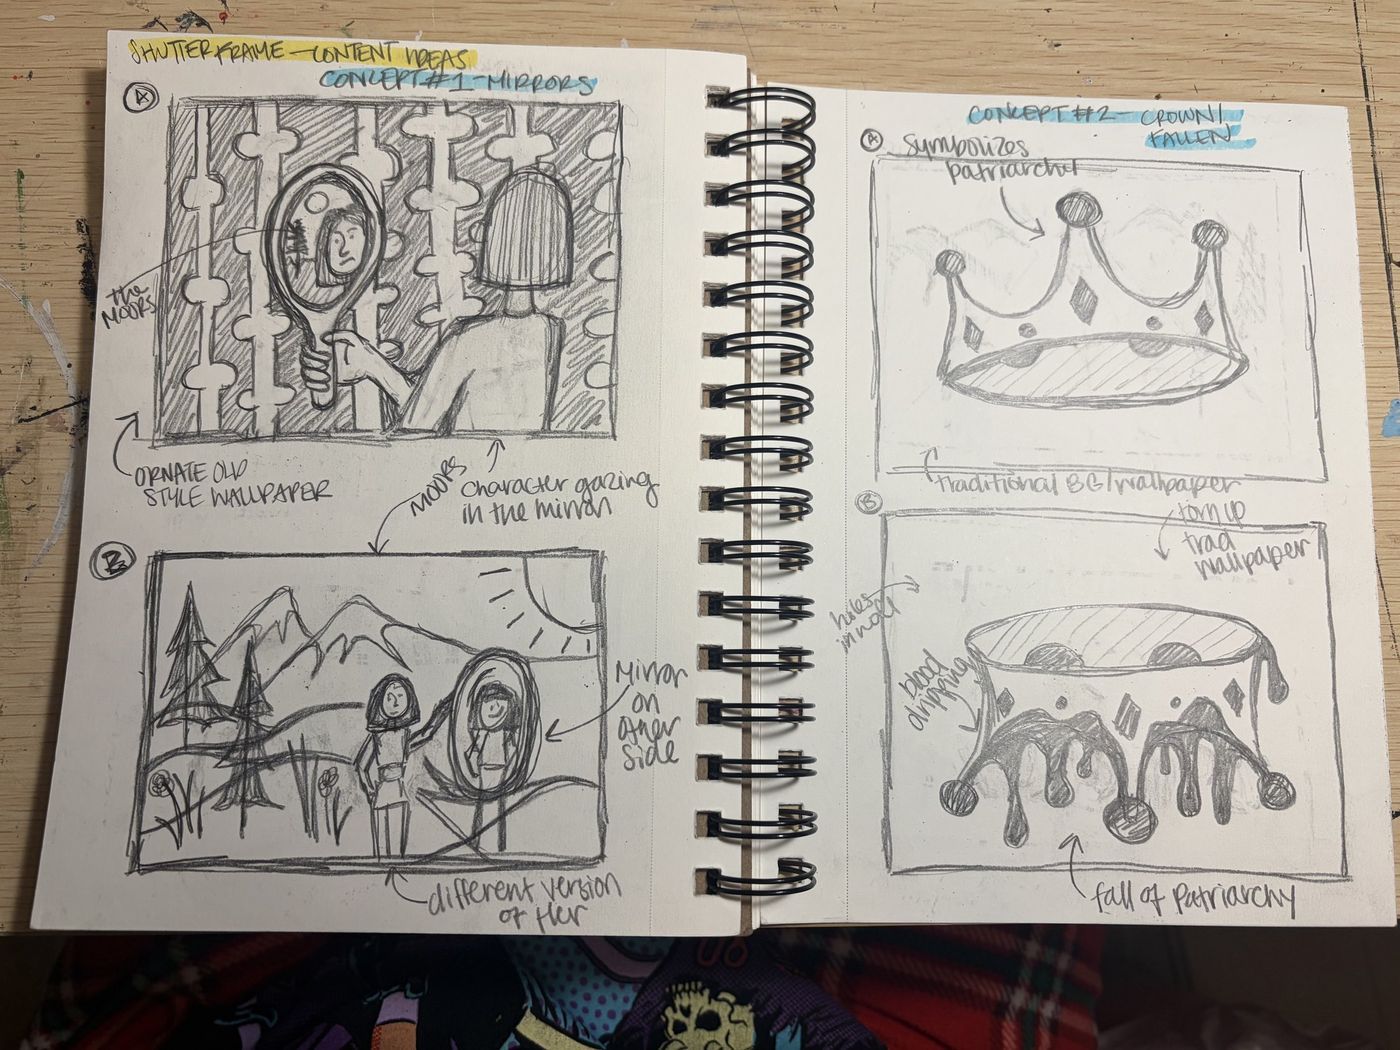 SHUTTER FRAME - CONTENT IDEAS
CONCEPT #1 - MIRRORS
A
the
MOORS
ORNATE OLD
STYLE WALLPAPER
MOORS
character gazing
in the mirror
B
Mirror
on
other
side
different version
of Her
CONCEPT #2 - CROWN/
FALLEN
A
Symbolizes
patriarchy
traditional BG/wallpaper
B
torn up
trad
wallpaper
holes
in wall
blood
dripping
fall of Patriarchy